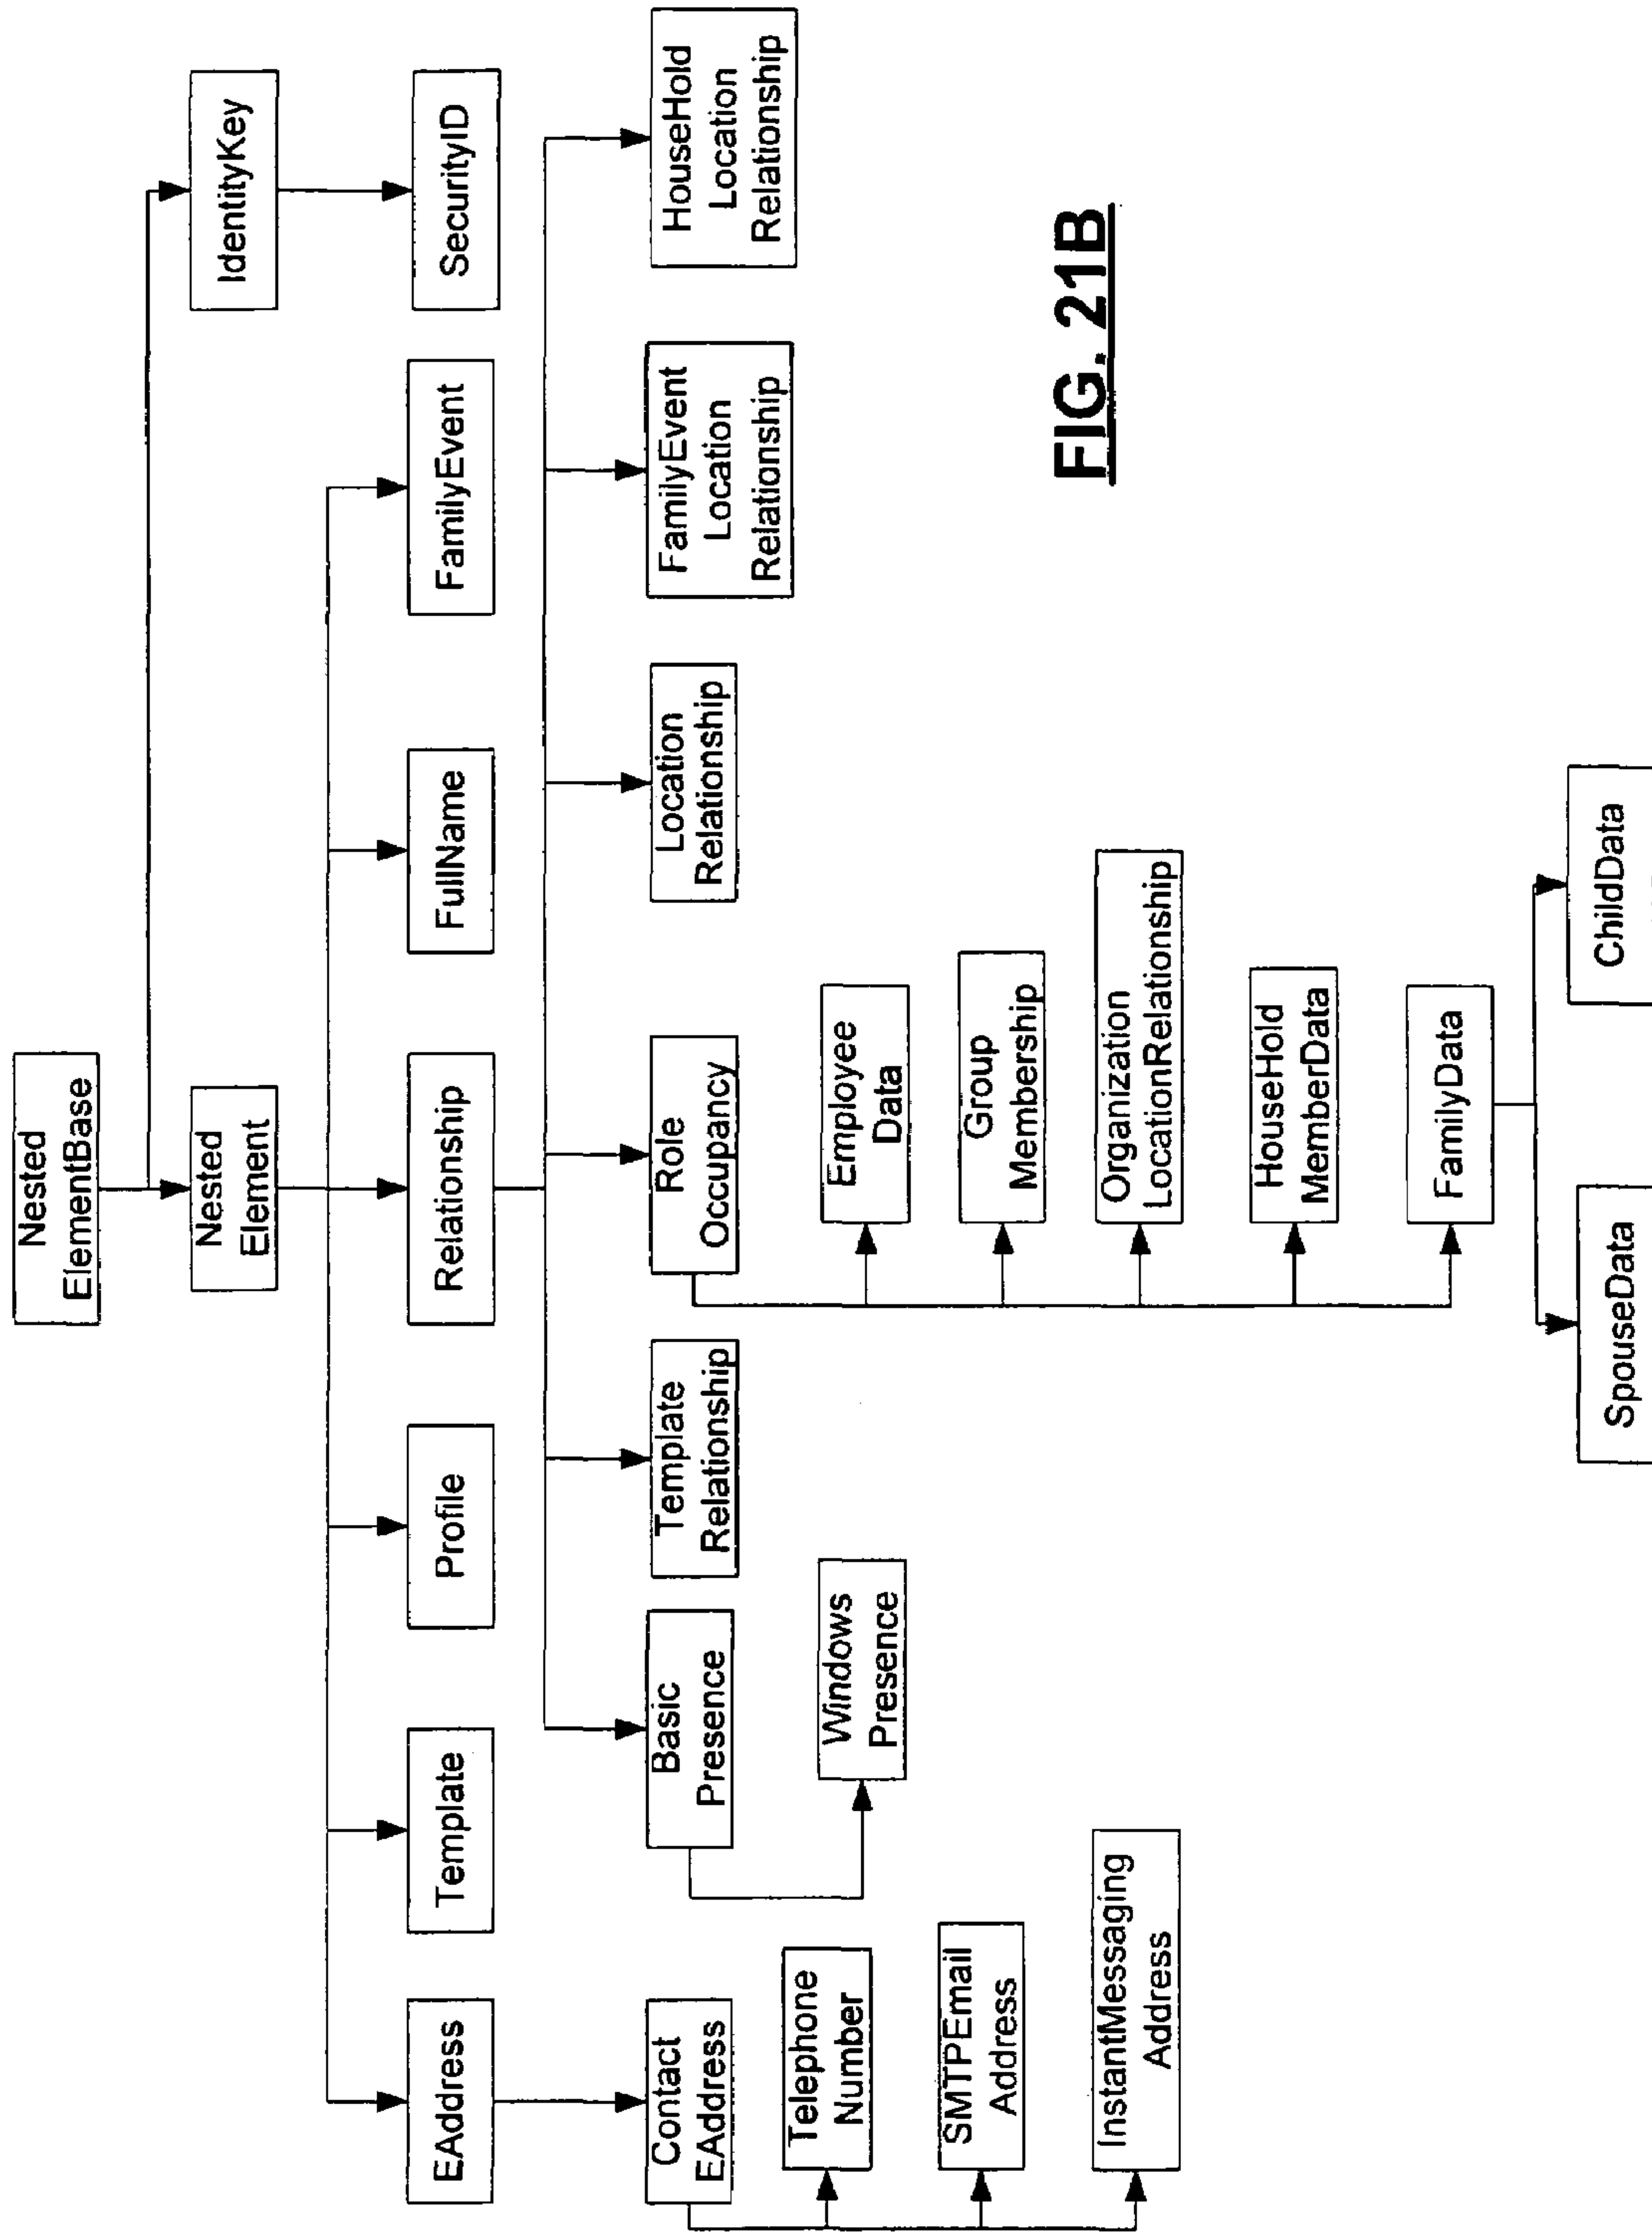 Nested
ElementBase
Nested
Element
IdentityKey
EAddress
Template
Profile
Relationship
FullName
FamilyEvent
SecurityID
Contact
EAddress
Basic
Presence
Template
Relationship
Role
Occupancy
Location
Relationship
FamilyEvent
Location
Relationship
HouseHold
Location
Relationship
Telephone
Number
SMTPEmail
Address
InstantMessaging
Address
Windows
Presence
Employee
Data
Group
Membership
Organization
LocationRelationship
HouseHold
MemberData
FamilyData
SpouseData
ChildData
FIG. 21B